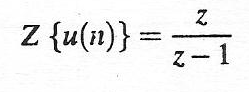 Z {u(n)} = z / z − 1